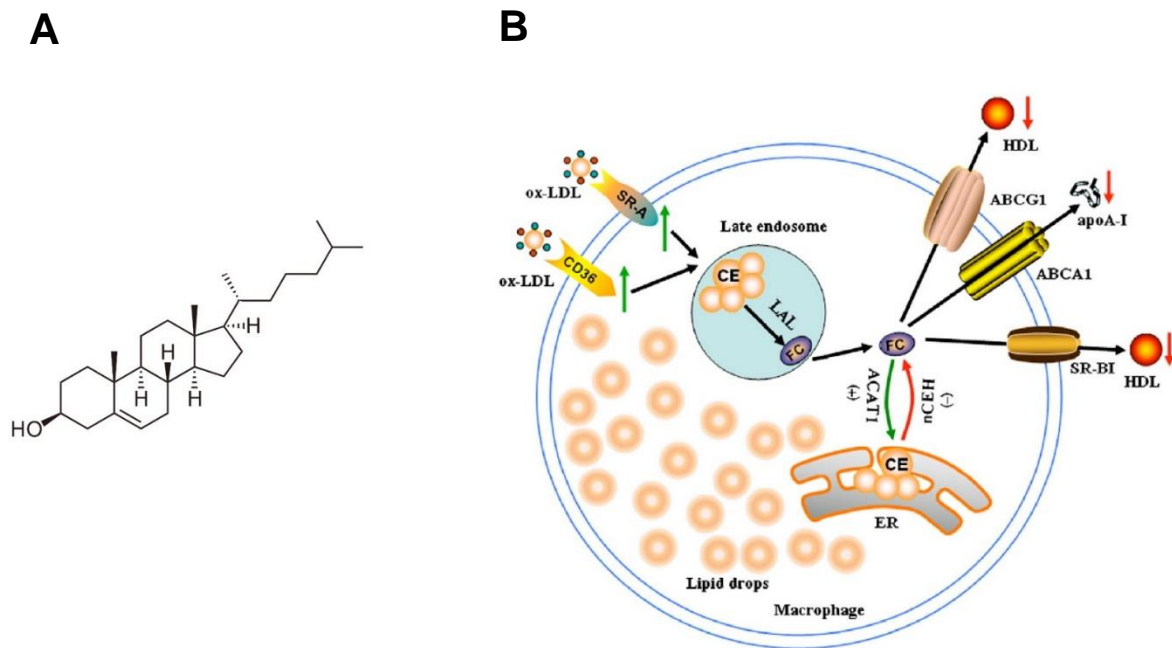 A
B
HO
H
H
H
H
ox-LDL
SR-A
ox-LDL
CD36
Late endosome
CE
LAL
FC
FC
HDL
ABCG1
apoA-I
ABCA1
SR-BI
HDL
ACAT1
(+)
nCEH
(-)
CE
ER
Lipid drops
Macrophage